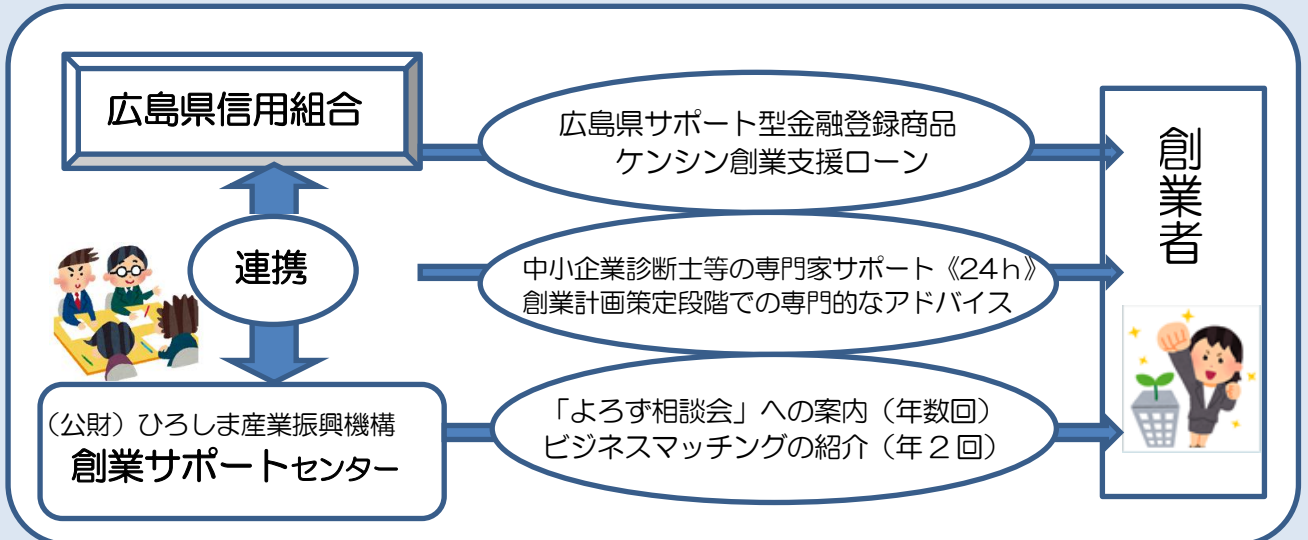 広島県信用組合
広島県サポート型金融登録商品
ケンシン創業支援ローン
創業者
連携
中小企業診断士等の専門家サポート《24h》
創業計画策定段階での専門的なアドバイス
(公財)ひろしま産業振興機構
創業サポートセンター
「よろず相談会」への案内(年数回)
ビジネスマッチングの紹介(年2回)